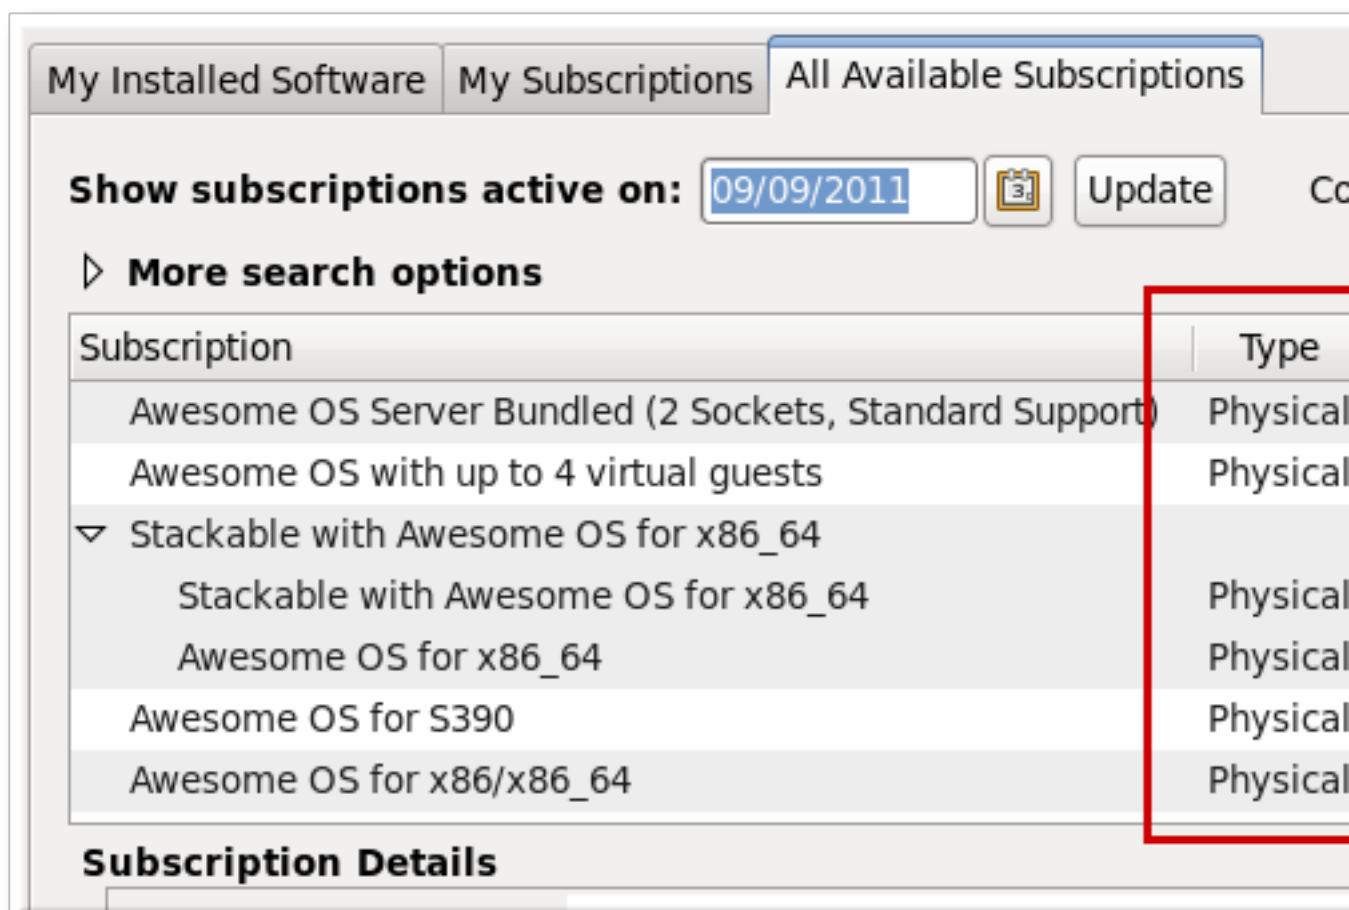 My Installed Software My Subscriptions All Available Subscriptions
Show subscriptions active on: 09/09/2011 Update Co
More search options
Subscription Type
Awesome OS Server Bundled (2 Sockets, Standard Support) Physical
Awesome OS with up to 4 virtual guests Physical
Stackable with Awesome OS for x86_64
Stackable with Awesome OS for x86_64 Physical
Awesome OS for x86_64 Physical
Awesome OS for S390 Physical
Awesome OS for x86/x86_64 Physical
Subscription Details